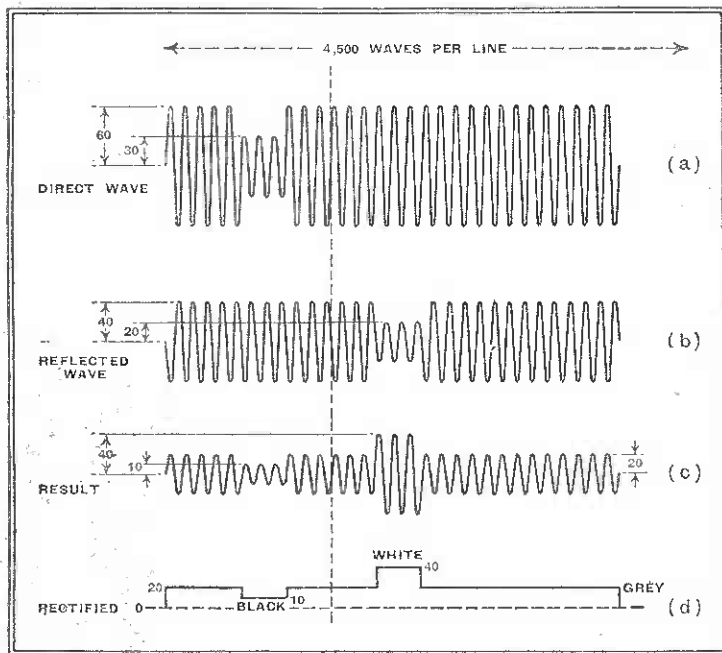 4,500 WAVES PER LINE
60
30
DIRECT WAVE
(a)
40
20
REFLECTED
WAVE
(b)
40
10
RESULT
20
(c)
WHITE
40
20
GREY
BLACK
10
RECTIFIED
0
(d)